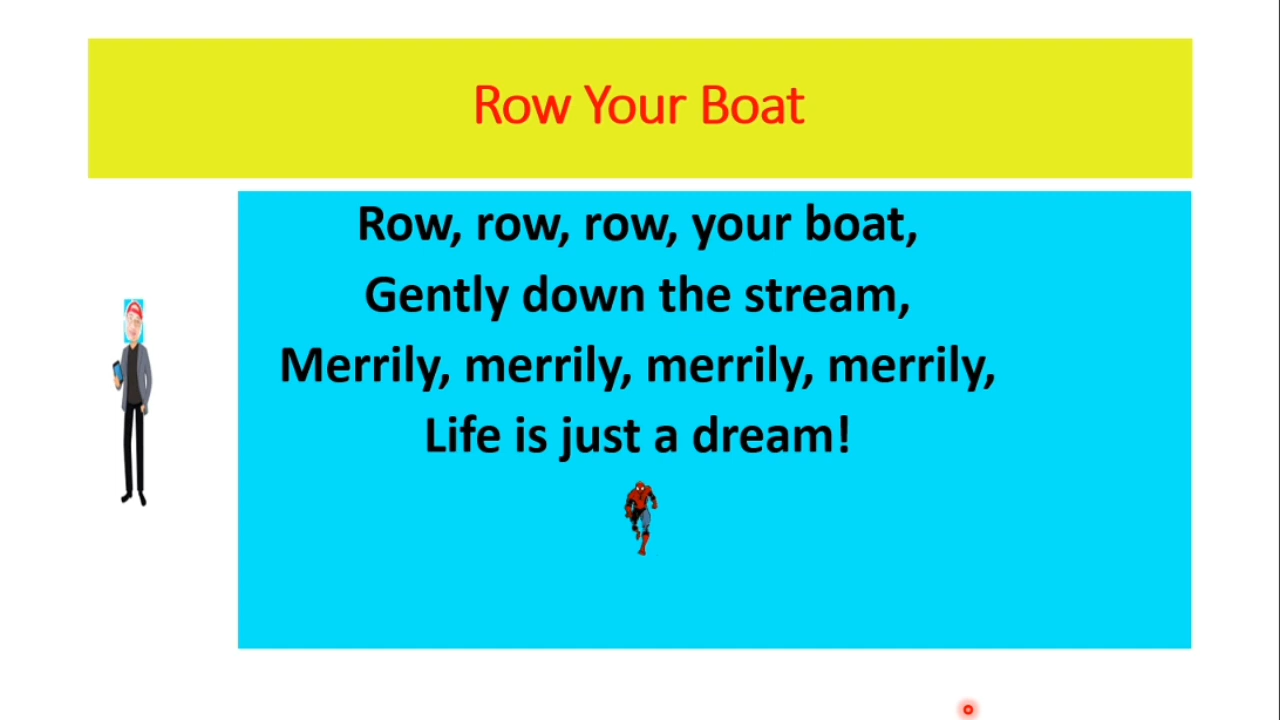 Row Your Boat
Row, row, row, your boat,
Gently down the stream,
Merrily, merrily, merrily, merrily,
Life is just a dream!